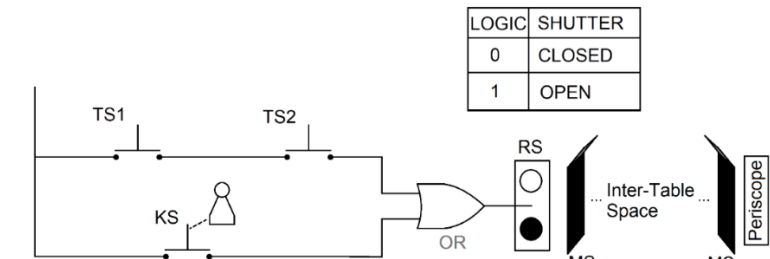 LOGIC SHUTTER
0 CLOSED
1 OPEN
TS1
TS2
RS
KS
OR
Inter-Table
... Space ...
Periscope